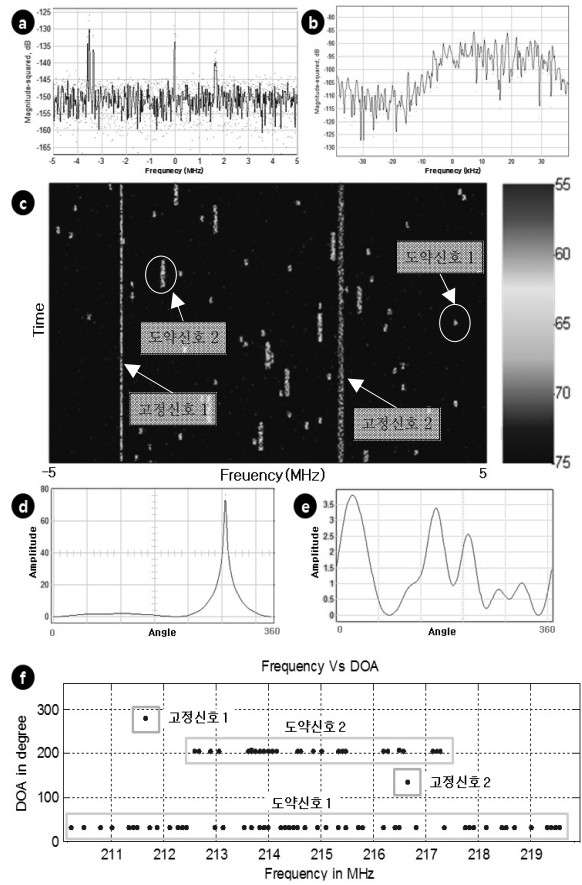 a
-125
-130
-135
-140
-145
-150
-155
-160
-165
Magnitude-squared, dB
-5 -4 -3 -2 -1 0 1 2 3 4 5
Frequnecy (MHz)
b
-80
-90
-100
-110
-120
-130
Magnitude-squared, dB
-30 -20 -10 0 10 20 30
Frequnecy (kHz)
c
도약신호 1
도약신호 2
고정신호 1
고정신호 2
Time
-5
Freuency(MHz)
5
55
60
65
70
75
d
80
60
40
20
0
Amplitude
0
Angle
360
e
3.5
3
2.5
2
1.5
1
0.5
0
Amplitude
0
Angle
360
f
Frequency Vs DOA
고정신호 1
도약신호 2
고정신호 2
도약신호 1
DOA in degree
300
200
100
0
211 212 213 214 215 216 217 218 219
Frequency in MHz